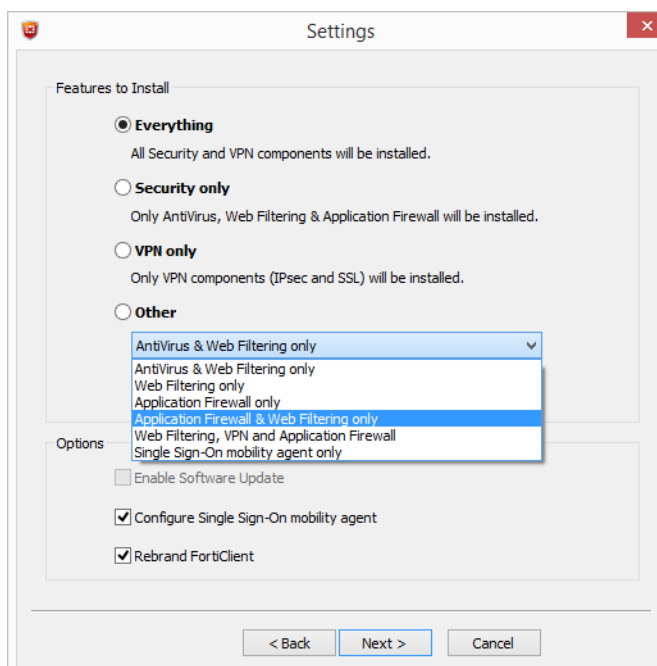 Settings
Features to Install
Everything
All Security and VPN components will be installed.
Security only
Only AntiVirus, Web Filtering & Application Firewall will be installed.
VPN only
Only VPN components (IPsec and SSL) will be installed.
Other
AntiVirus & Web Filtering only
AntiVirus & Web Filtering only
Web Filtering only
Application Firewall only
Application Firewall & Web Filtering only
Web Filtering, VPN and Application Firewall
Single Sign-On mobility agent only
Options
Enable Software Update
Configure Single Sign-On mobility agent
Rebrand FortiClient
< Back Next > Cancel